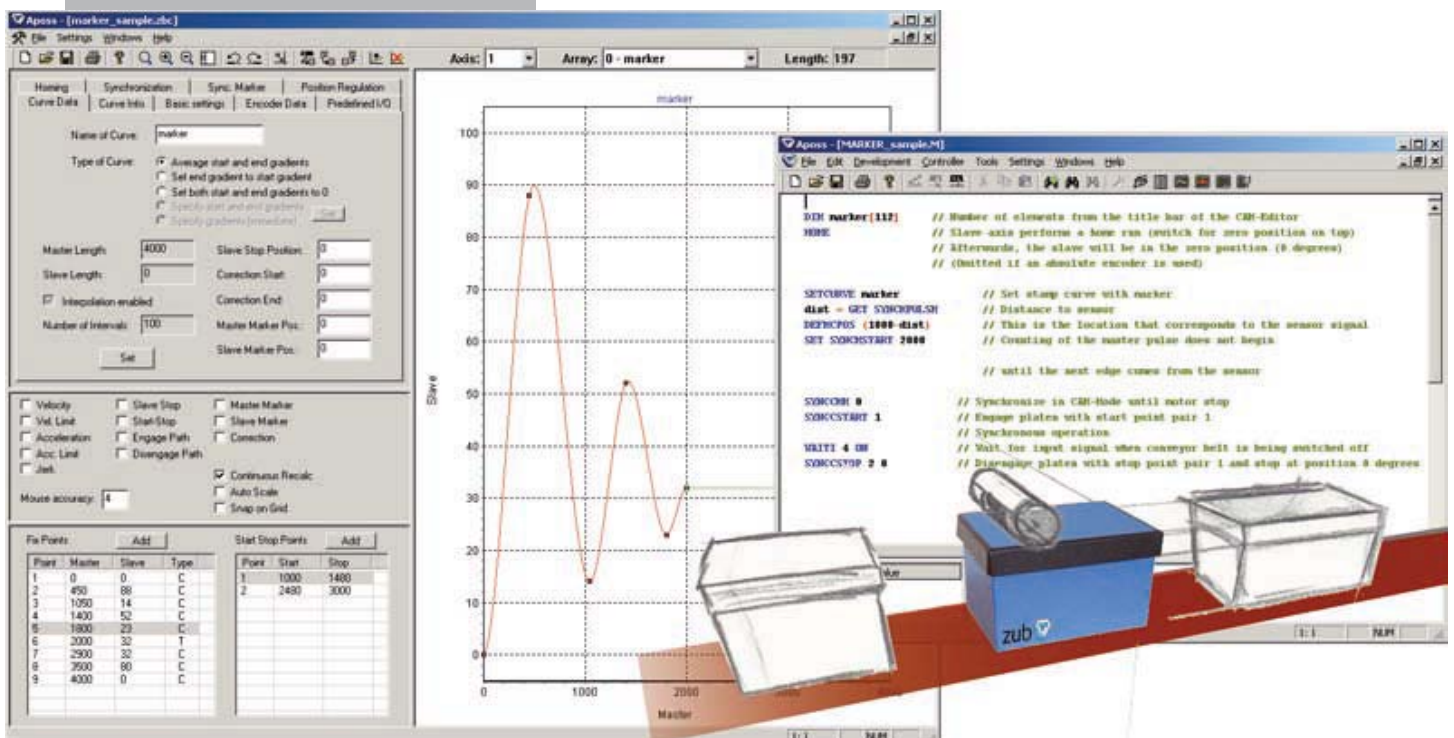 Aposs - [marker_sample.zbc]
File Settings Windows Help
Axis: 1 Array: 0 - marker Length: 197
Homing Synchronization Sync. Marker Position Regulation
Curve Data Curve Info Basic settings Encoder Data Predefined I/O
Name of Curve: marker
Type of Curve: Average start and end gradients
Set end gradient to start gradient
Set both start and end gradients to 0
Specify start and end gradients
Set
Master Length: 4000 Slave Stop Position: 0
Slave Length: 0 Correction Start: 0
Interpolation enabled Correction End: 0
Number of Intervals: 100 Master Marker Pos.: 0
Set Slave Marker Pos.: 0
Velocity Slave Stop Master Marker
Vel. Limit Start-Stop Slave Marker
Acceleration Engage Path Correction
Acc. Limit Disengage Path
Jerk
Continuous Recalc
Auto Scale
Mouse accuracy: 4
Snap on Grid
Fix Points Add Start Stop Points Add
Point Master Slave Type Point Start Stop
1 0 0 C 1 1000 1480
2 450 88 C 2 2480 3000
3 1050 14 C
4 1400 52 C
5 1800 23 C
6 2000 32 T
7 2900 32 C
8 3500 80 C
9 4000 0 C
marker
100
90
80
70
60
50
40
30
20
10
0
Slave
0 1000 2000
Master
1: 1 NUM
Aposs - [MARKER_sample.M]
File Edit Development Controller Tools Settings Windows Help
DIM marker[112] // Number of elements from the title bar of the CAM-Editor
HOME // Slave axis perform a home run (switch for zero position on top)
// Afterwards, the slave will be in the zero position (0 degrees)
// (Omitted if an absolute encoder is used)
SETCURVE marker // Set stamp curve with marker
dist = GET SYNCMPULSM // Distance to sensor
DEFMCPOS (1000-dist) // This is the location that corresponds to the sensor signal
SET SYNCMSTART 2000 // Counting of the master pulse does not begin
// until the next edge comes from the sensor
SYNCCMM 0 // Synchronize in CAM-Mode until motor stop
SYNCCSTART 1 // Engage platen with start point pair 1
// Synchronous operation
WAITI 4 ON // Wait for input signal when conveyor belt is being switched off
SYNCCSTOP 2 0 // Disengage platen with stop point pair 1 and stop at position 0 degrees
zub
1: 1 NUM